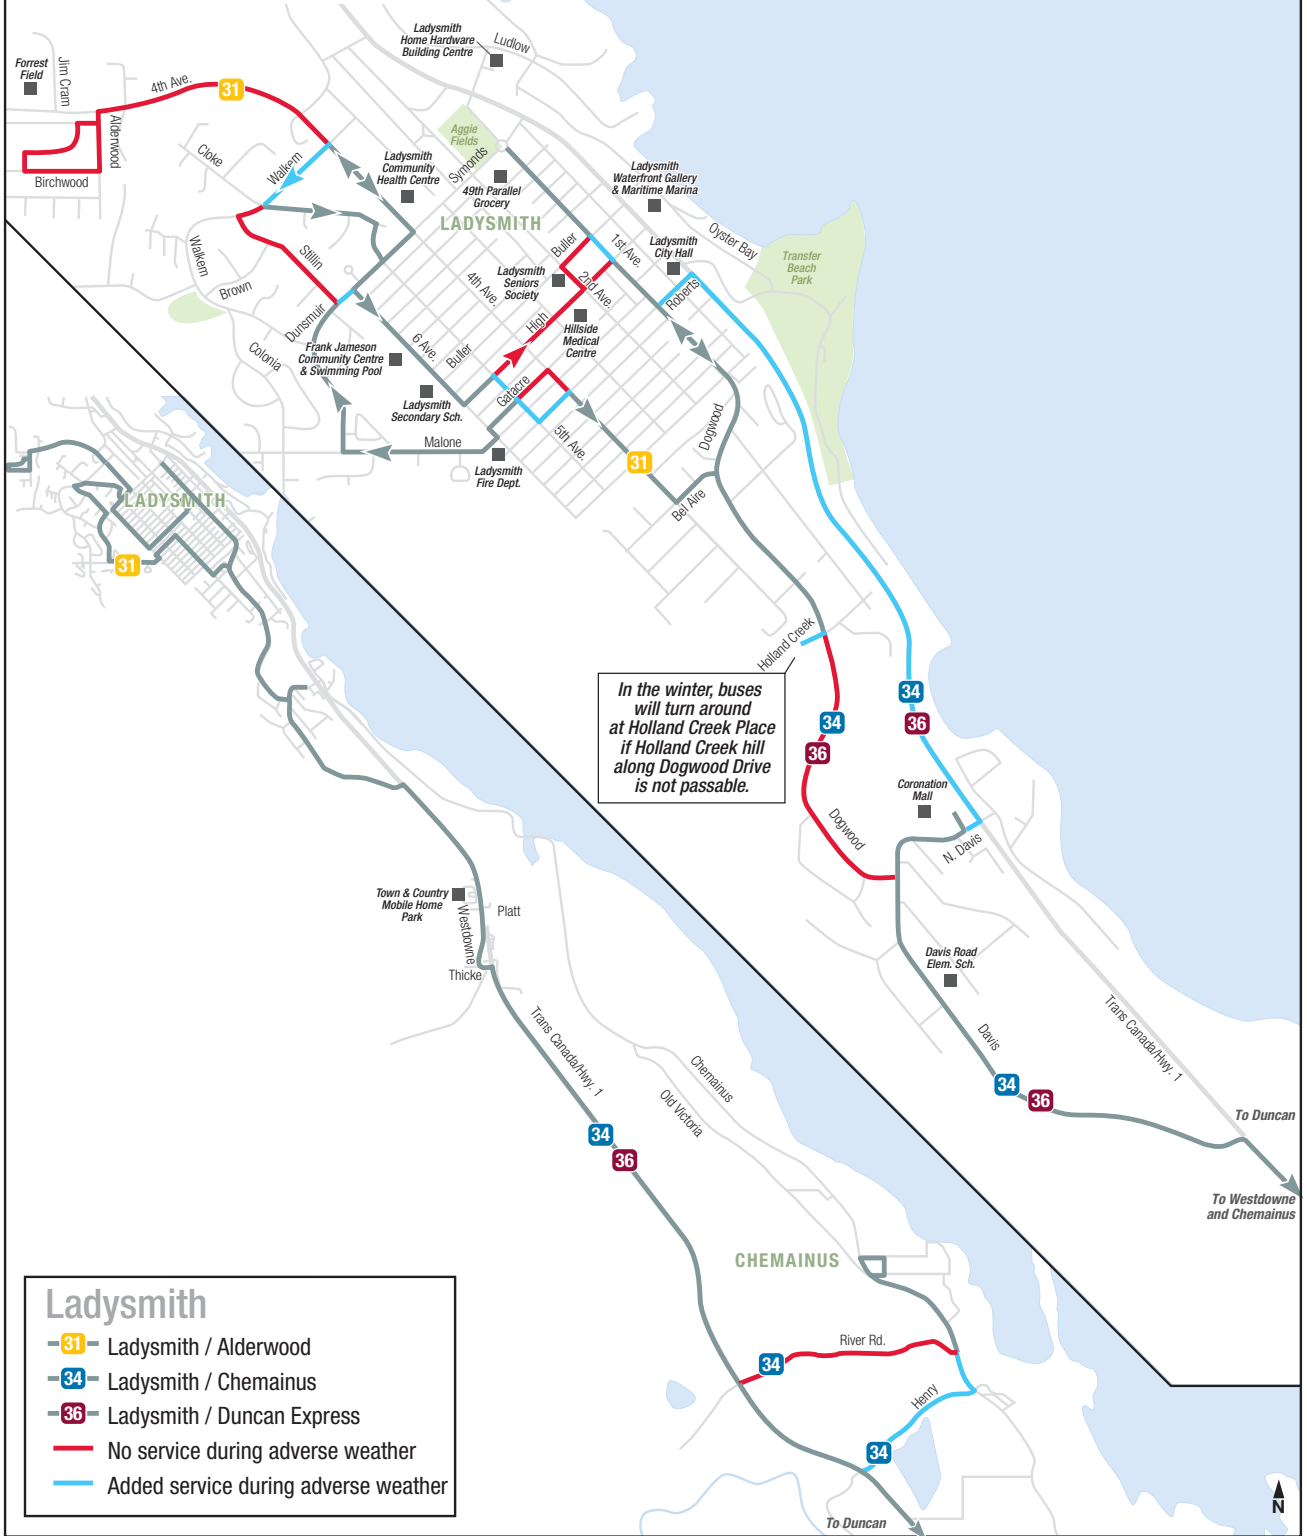 Ladysmith
Home Hardware
Building Centre
Ludlow
Forrest
Field
Jim Cram
4th Ave.
31
Alderwood
Birchwood
Cloke
Walkem
Ladysmith
Community
Health Centre
Aggie
Fields
Symonds
49th Parallel
Grocery
LADYSMITH
Ladysmith
Waterfront Gallery
& Maritime Marina
Oyster Bay
Ladysmith
City Hall
Transfer
Beach
Park
Walkem
Stillin
Brown
Dunsmuir
Colonia
Buller
1st Ave.
2nd Ave.
Ladysmith
Seniors
Society
4th Ave.
High
Hillside
Medical
Centre
Roberts
Frank Jameson
Community Centre
& Swimming Pool
6 Ave.
Buller
Gatacre
Ladysmith
Secondary Sch.
Malone
5th Ave.
Ladysmith
Fire Dept.
31
Dogwood
Bel Aire
LADYSMITH
31
Holland Creek
In the winter, buses
will turn around
at Holland Creek Place
if Holland Creek hill
along Dogwood Drive
is not passable.
34
36
34
36
Coronation
Mall
Dogwood
N. Davis
Town & Country
Mobile Home
Park
Westdowne
Platt
Thicke
Davis Road
Elem. Sch.
Davis
Trans Canada/Hwy. 1
34
36
To Duncan
To Westdowne
and Chemainus
Trans Canada/Hwy. 1
Chemainus
Old Victoria
34
36
CHEMAINUS
River Rd.
34
Henry
34
To Duncan
N
Ladysmith
31 Ladysmith / Alderwood
34 Ladysmith / Chemainus
36 Ladysmith / Duncan Express
No service during adverse weather
Added service during adverse weather